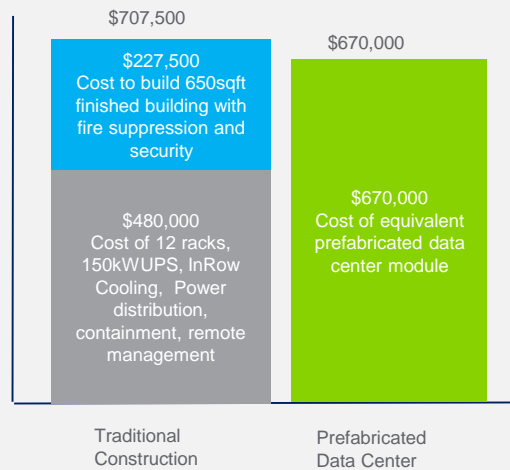 $707,500
$227,500
Cost to build 650sqft
finished building with
fire suppression and
security
$480,000
Cost of 12 racks,
150kWUPS, InRow
Cooling, Power
distribution,
containment, remote
management
Traditional
Construction
$670,000
$670,000
Cost of equivalent
prefabricated data
center module
Prefabricated
Data Center